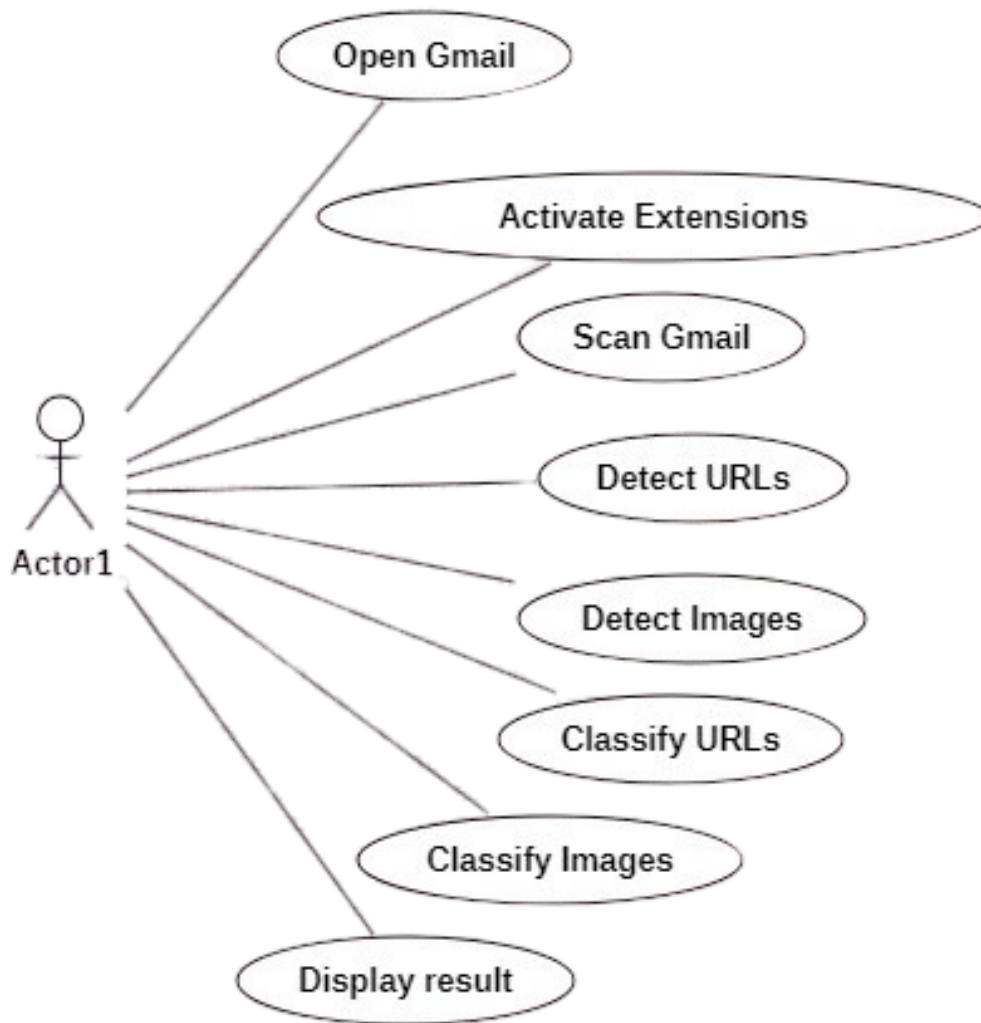 Open Gmail
Activate Extensions
Scan Gmail
Detect URLs
Actor1
Detect Images
Classify URLs
Classify Images
Display result